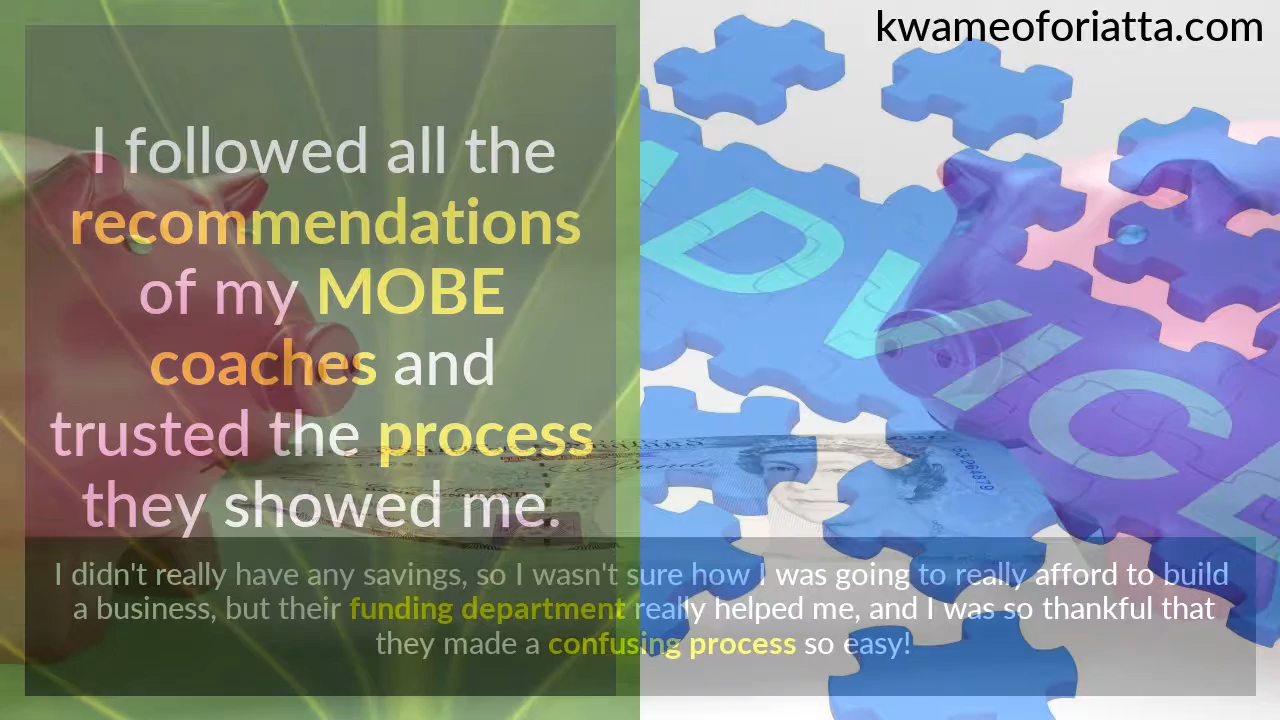 kwameoforiatta.com
I followed all the
recommendations
of my MOBE
coaches and
trusted the process
they showed me.
ADVICE
53264879
I didn't really have any savings, so I wasn't sure how I was going to really afford to build
a business, but their funding department really helped me, and I was so thankful that
they made a confusing process so easy!